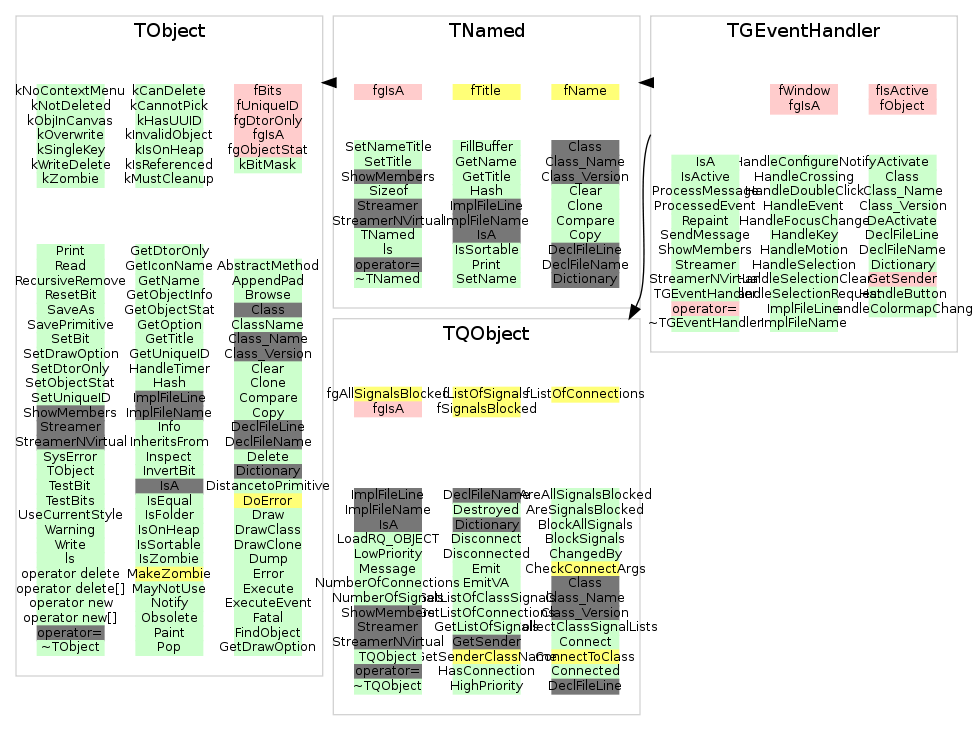 TObject
kNoContextMenu
kNotDeleted
kObjInCanvas
kOverwrite
kSingleKey
kWriteDelete
kZombie
kCanDelete
kCannotPick
kHasUUID
kInvalidObject
kIsOnHeap
kIsReferenced
kMustCleanup
fBits
fUniqueID
fgDtorOnly
fgIsA
fgObjectStat
kBitMask
Print
Read
RecursiveRemove
ResetBit
SaveAs
SavePrimitive
SetBit
SetDrawOption
SetDtorOnly
SetObjectStat
SetUniqueID
ShowMembers
Streamer
StreamerNVirtual
SysError
TObject
TestBit
TestBits
UseCurrentStyle
Warning
Write
ls
operator delete
operator delete[]
operator new
operator new[]
operator=
~TObject
GetDtorOnly
GetIconName
GetName
GetObjectInfo
GetObjectStat
GetOption
GetTitle
GetUniqueID
HandleTimer
Hash
ImplFileLine
ImplFileName
Info
InheritsFrom
Inspect
InvertBit
IsA
IsEqual
IsFolder
IsOnHeap
IsSortable
IsZombie
MakeZombie
MayNotUse
Notify
Obsolete
Paint
Pop
AbstractMethod
AppendPad
Browse
Class
ClassName
Class_Name
Class_Version
Clear
Clone
Compare
Copy
DeclFileLine
DeclFileName
Delete
Dictionary
DistancetoPrimitive
DoError
Draw
DrawClass
DrawClone
Dump
Error
Execute
ExecuteEvent
Fatal
FindObject
GetDrawOption
TNamed
fgIsA
fTitle
fName
SetNameTitle
SetTitle
ShowMembers
Sizeof
Streamer
StreamerNVirtual
TNamed
ls
operator=
~TNamed
FillBuffer
GetName
GetTitle
Hash
ImplFileLine
ImplFileName
IsA
IsSortable
Print
SetName
Class
Class_Name
Class_Version
Clear
Clone
Compare
Copy
DeclFileLine
DeclFileName
Dictionary
TQObject
fgAllSignalsBlocked
fgIsA
fListOfSignals
fSignalsBlocked
fListOfConnections
ImplFileLine
ImplFileName
IsA
LoadRQ_OBJECT
LowPriority
Message
NumberOfConnections
NumberOfSignals
ShowMembers
Streamer
StreamerNVirtual
TQObject
operator=
~TQObject
DeclFileName
Destroyed
Dictionary
Disconnect
Disconnected
Emit
EmitVA
GetListOfClassSignals
GetListOfConnections
GetListOfSignals
GetSender
GetSenderClassName
HasConnection
HighPriority
AreAllSignalsBlocked
AreSignalsBlocked
BlockAllSignals
BlockSignals
ChangedBy
CheckConnectArgs
Class
Class_Name
Class_Version
CollectClassSignalLists
Connect
ConnectToClass
Connected
DeclFileLine
TGEventHandler
fWindow
fgIsA
fIsActive
fObject
IsA
IsActive
ProcessMessage
ProcessedEvent
Repaint
SendMessage
ShowMembers
Streamer
StreamerNVirtual
TGEventHandler
operator=
~TGEventHandler
HandleConfigureNotify
HandleCrossing
HandleDoubleClick
HandleEvent
HandleFocusChange
HandleKey
HandleMotion
HandleSelection
HandleSelectionClear
HandleSelectionRequest
ImplFileLine
ImplFileName
Activate
Class
Class_Name
Class_Version
DeActivate
DeclFileLine
DeclFileName
Dictionary
GetSender
HandleButton
HandleColormapChange